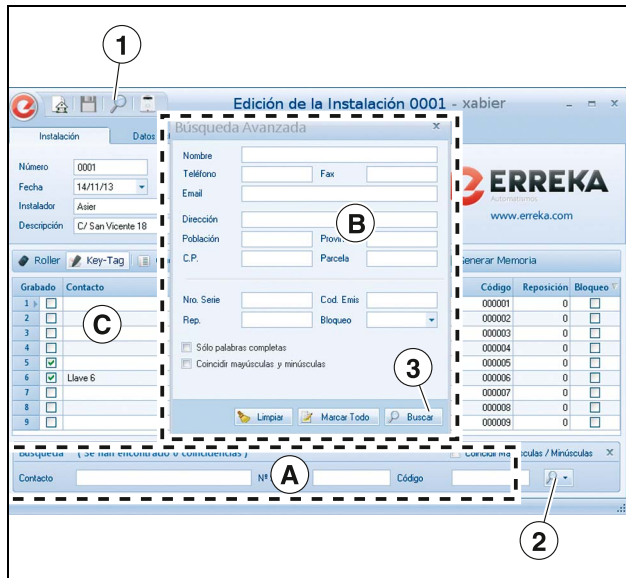 1
Edición de la Instalación 0001 - xabier
Instalación Datos
Búsqueda Avanzada x
Número 0001
Fecha 14/11/13
Instalador Asier
Descripción C/ San Vicente 18
Nombre
Teléfono Fax
Email
Dirección
B
Población
C.P. Parcela
Nro. Serie Cod. Emis
Rep. Bloqueo
Sólo palabras completas
Coincidir mayúsculas y minúsculas
3
Limpiar Marcar Todo Buscar
ERREKA
Automatismos
www.erreka.com
Roller Key-Tag Generar Memoria
Grabado Contacto Código Reposición Bloqueo
C
1 000001 0
2 000002 0
3 000003 0
4 000004 0
5 000005 0
6 Llave 6 000006 0
7 000007 0
8 000008 0
9 000009 0
Búsqueda ( Se han encontrado 0 coincidencias ) Coincidir Mayúsculas / Minúsculas X
Contacto Nº A Código
2